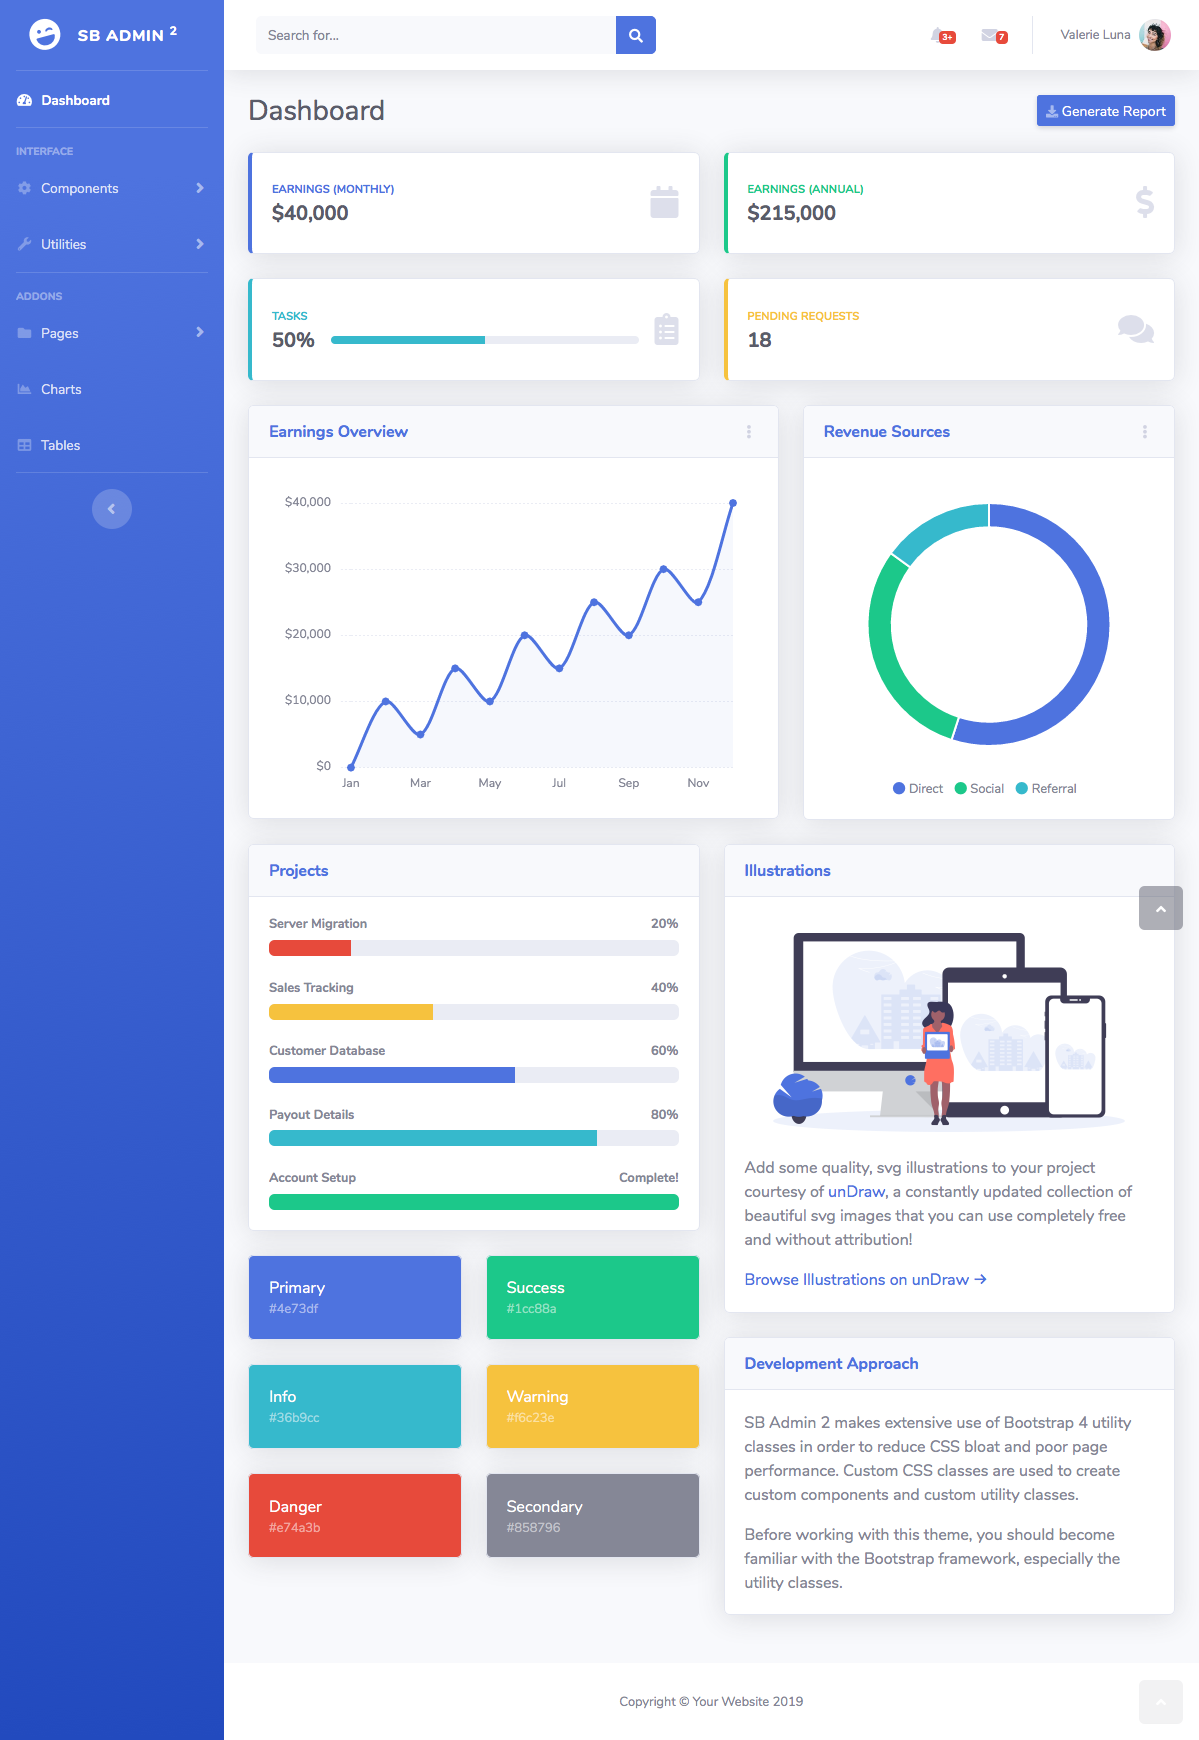 SB ADMIN 2
Search for...
3+
7
Valerie Luna
Dashboard
INTERFACE
Components
Utilities
ADDONS
Pages
Charts
Tables
Dashboard
Generate Report
EARNINGS (MONTHLY)
$40,000
EARNINGS (ANNUAL)
$215,000
TASKS
50%
PENDING REQUESTS
18
Earnings Overview
$40,000
$30,000
$20,000
$10,000
$0
Jan Mar May Jul Sep Nov
Revenue Sources
Direct Social Referral
Projects
Server Migration 20%
Sales Tracking 40%
Customer Database 60%
Payout Details 80%
Account Setup Complete!
Primary
#4e73df
Success
#1cc88a
Info
#36b9cc
Warning
#f6c23e
Danger
#e74a3b
Secondary
#858796
Illustrations
Add some quality, svg illustrations to your project
courtesy of unDraw, a constantly updated collection of
beautiful svg images that you can use completely free
and without attribution!
Browse Illustrations on unDraw →
Development Approach
SB Admin 2 makes extensive use of Bootstrap 4 utility
classes in order to reduce CSS bloat and poor page
performance. Custom CSS classes are used to create
custom components and custom utility classes.
Before working with this theme, you should become
familiar with the Bootstrap framework, especially the
utility classes.
Copyright © Your Website 2019